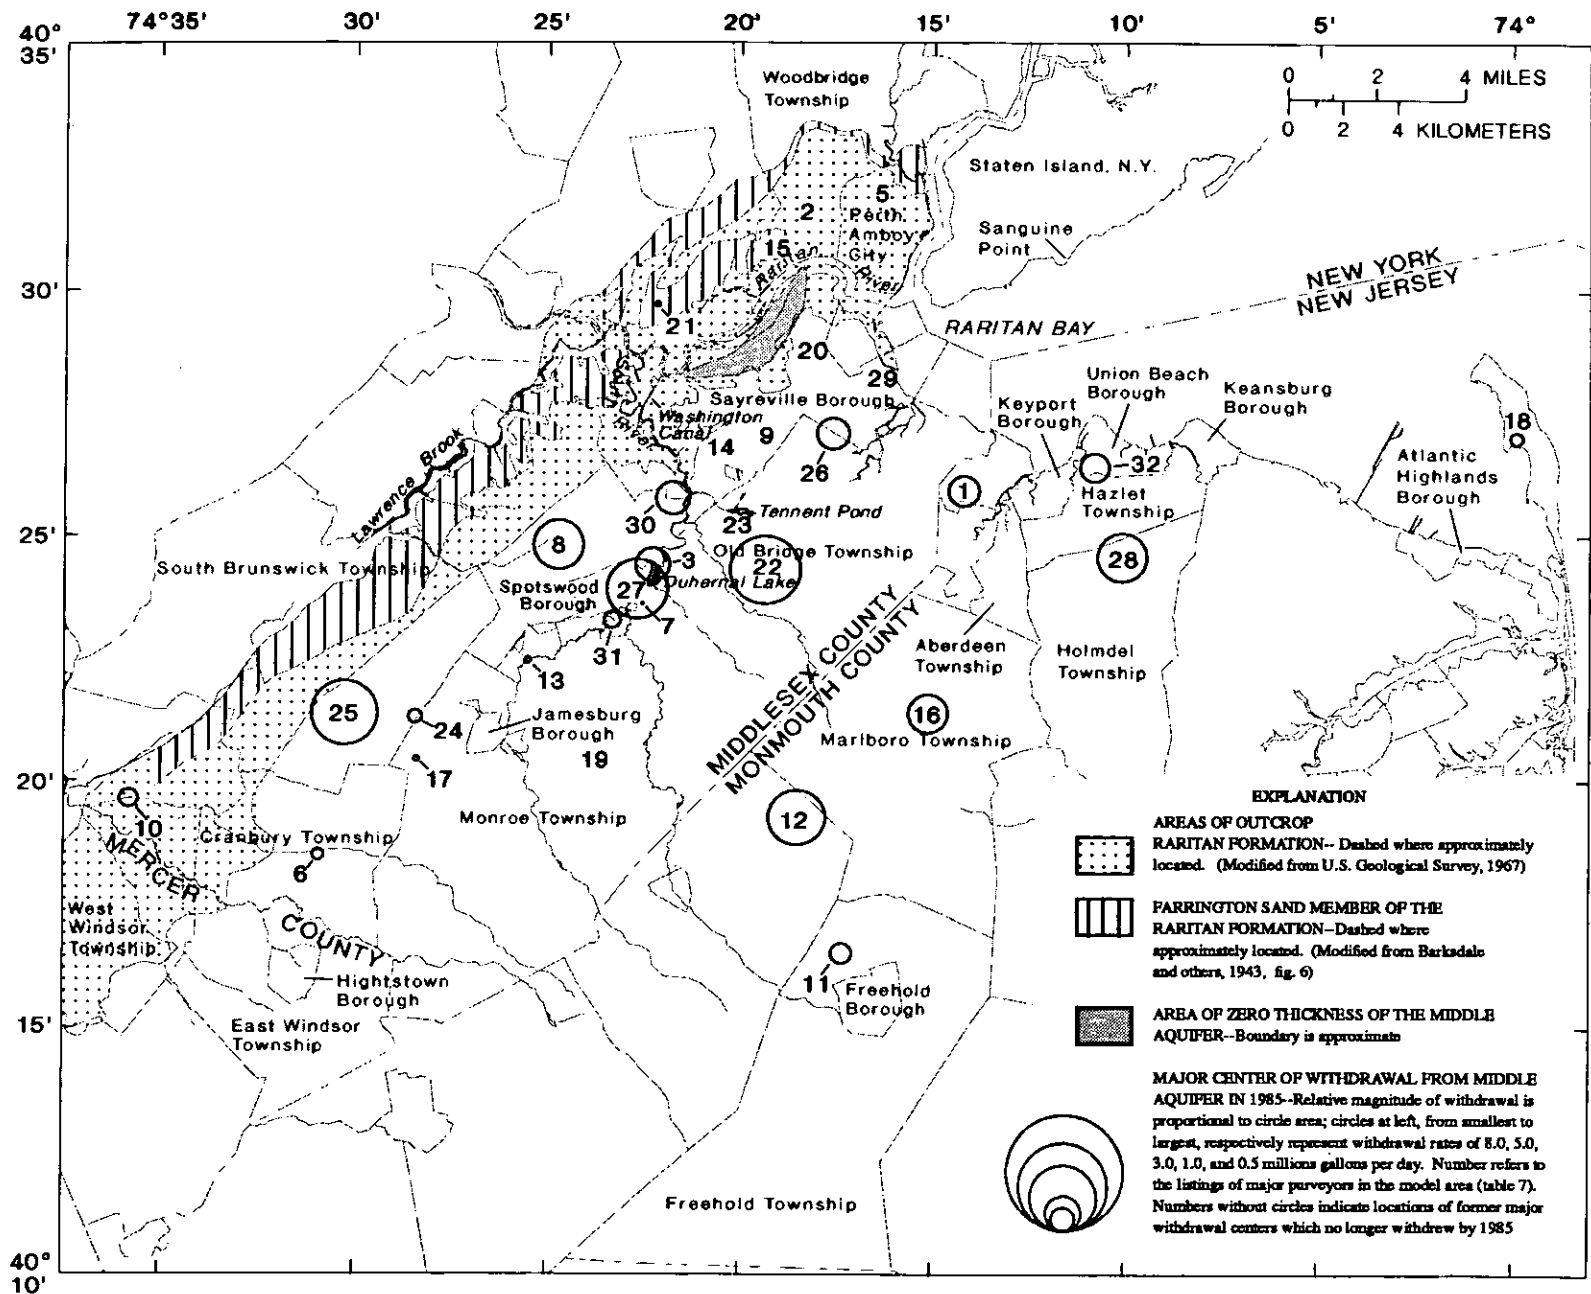 74°35' 30' 25' 20' 15' 10' 5' 74°
40°
35'
0 2 4 MILES
0 2 4 KILOMETERS
Woodbridge
Township
Staten Island, N.Y.
5
2
Perth
Amboy
City
Sanguine
Point
15
Raritan
River
NEW YORK
NEW JERSEY
30'
21
RARITAN BAY
20
29
Union Beach
Borough
Keansburg
Borough
Keyport
Borough
Sayreville Borough
Washington
Canal
14
9
26
18
32
Atlantic
Highlands
Borough
Lawrence Brook
1
Hazlet
Township
30
23
Tennent Pond
25'
8
3
Old Bridge Township
22
28
South Brunswick Township
Spotswood
Borough
27
Duhernal Lake
7
31
13
MIDDLESEX COUNTY
MONMOUTH COUNTY
Aberdeen
Township
Holmdel
Township
25
24
Jamesburg
Borough
16
Marlboro Township
19
17
20'
10
Cranbury Township
6
Monroe Township
12
MERCER
COUNTY
West
Windsor
Township
Hightstown
Borough
11
Freehold
Borough
15'
East Windsor
Township
Freehold Township
40°
10'
EXPLANATION
AREAS OF OUTCROP
RARITAN FORMATION-- Dashed where approximately
located. (Modified from U.S. Geological Survey, 1967)
FARRINGTON SAND MEMBER OF THE
RARITAN FORMATION--Dashed where
approximately located. (Modified from Barksdale
and others, 1943, fig. 6)
AREA OF ZERO THICKNESS OF THE MIDDLE
AQUIFER--Boundary is approximate
MAJOR CENTER OF WITHDRAWAL FROM MIDDLE
AQUIFER IN 1985--Relative magnitude of withdrawal is
proportional to circle area; circles at left, from smallest to
largest, respectively represent withdrawal rates of 8.0, 5.0,
3.0, 1.0, and 0.5 millions gallons per day. Number refers to
the listings of major purveyors in the model area (table 7).
Numbers without circles indicate locations of former major
withdrawal centers which no longer withdrew by 1985